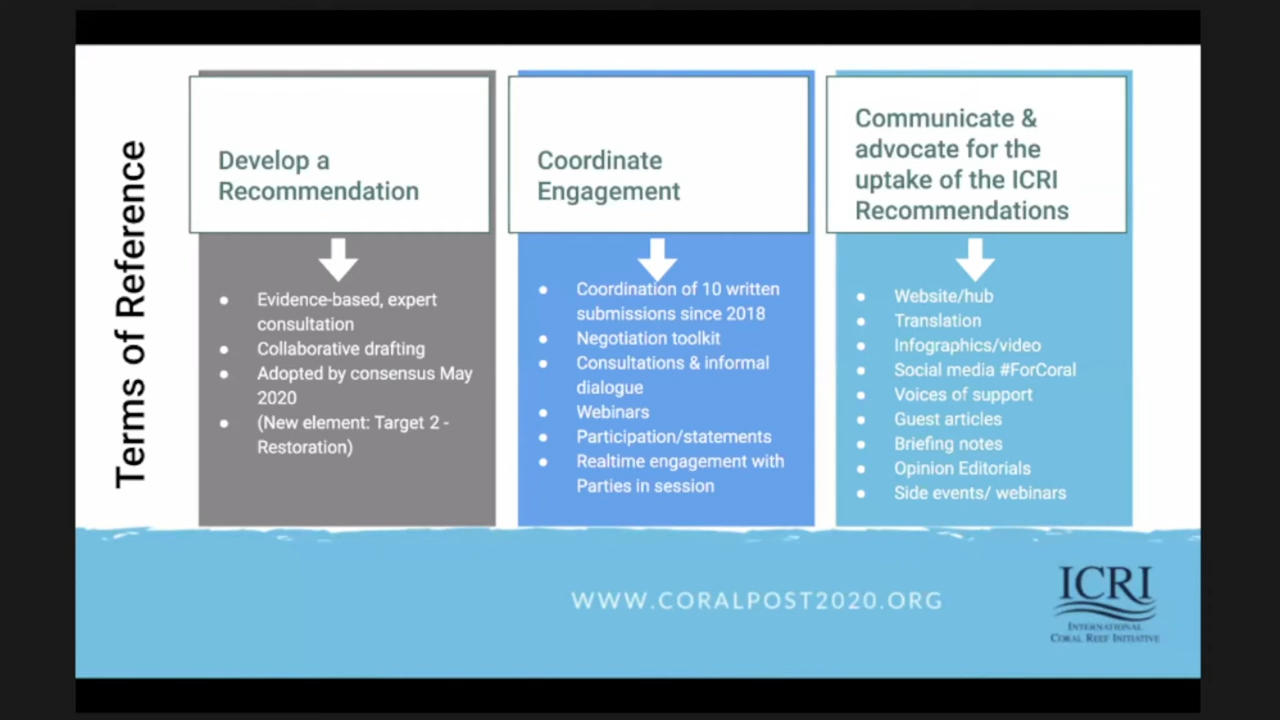 Terms of Reference
Develop a
Recommendation
● Evidence-based, expert
consultation
● Collaborative drafting
● Adopted by consensus May
2020
● (New element: Target 2 -
Restoration)
Coordinate
Engagement
● Coordination of 10 written
submissions since 2018
● Negotiation toolkit
● Consultations & informal
dialogue
● Webinars
● Participation/statements
● Realtime engagement with
Parties in session
Communicate &
advocate for the
uptake of the ICRI
Recommendations
● Website/hub
● Translation
● Infographics/video
● Social media #ForCoral
● Voices of support
● Guest articles
● Briefing notes
● Opinion Editorials
● Side events/ webinars
WWW.CORALPOST2020.ORG
ICRI
INTERNATIONAL
CORAL REEF INITIATIVE